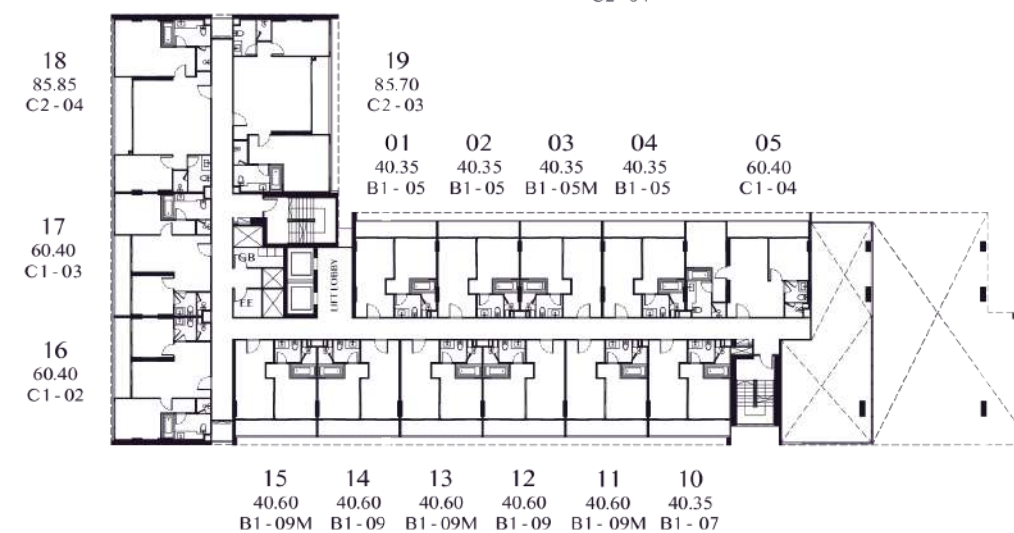 18
85.85
C2 - 04
19
85.70
C2 - 03
01
40.35
B1 - 05
02
40.35
B1 - 05
03
40.35
B1 - 05M
04
40.35
B1 - 05
05
60.40
C1 - 04
17
60.40
C1 - 03
GB
EE
LIFT LOBBY
16
60.40
C1 - 02
15
40.60
B1 - 09M
14
40.60
B1 - 09
13
40.60
B1 - 09M
12
40.60
B1 - 09
11
40.60
B1 - 09M
10
40.35
B1 - 07